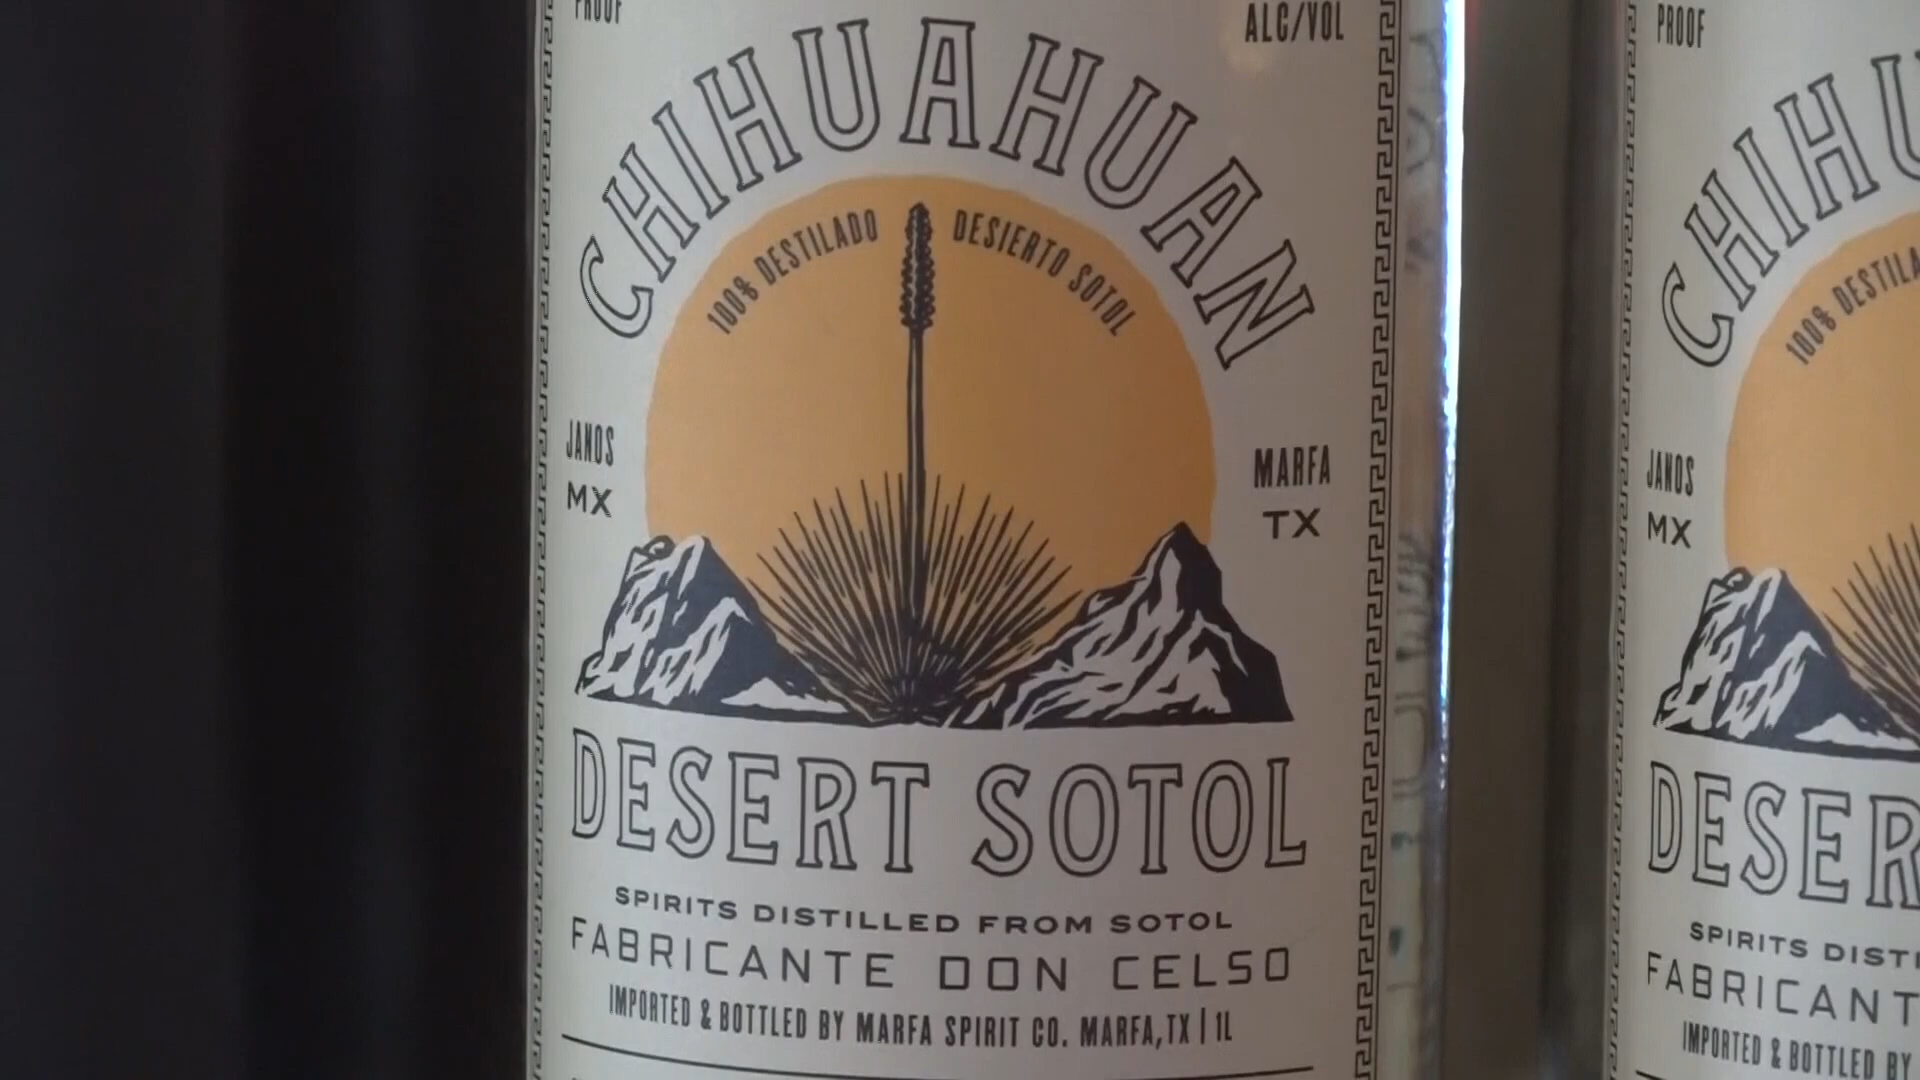 PROOF
ALC/VOL
CHIHUAHUAN
100% DESTILADO
DESIERTO SOTOL
JANOS
MX
MARFA
TX
DESERT SOTOL
SPIRITS DISTILLED FROM SOTOL
FABRICANTE DON CELSO
IMPORTED & BOTTLED BY MARFA SPIRIT CO. MARFA, TX | 1L
PROOF
CHIHU
100% DESTILA
JANOS
MX
DESER
SPIRITS DISTI
FABRICANT
IMPORTED & BOTTLED BY